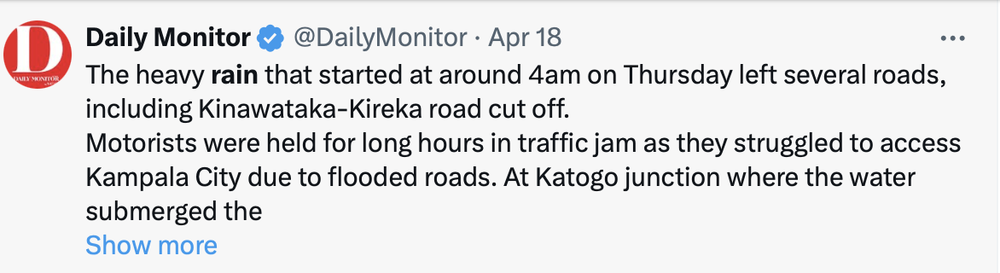 Daily Monitor @DailyMonitor · Apr 18
The heavy rain that started at around 4am on Thursday left several roads,
including Kinawataka-Kireka road cut off.
Motorists were held for long hours in traffic jam as they struggled to access
Kampala City due to flooded roads. At Katogo junction where the water
submerged the
Show more
D
DAILY MONITOR